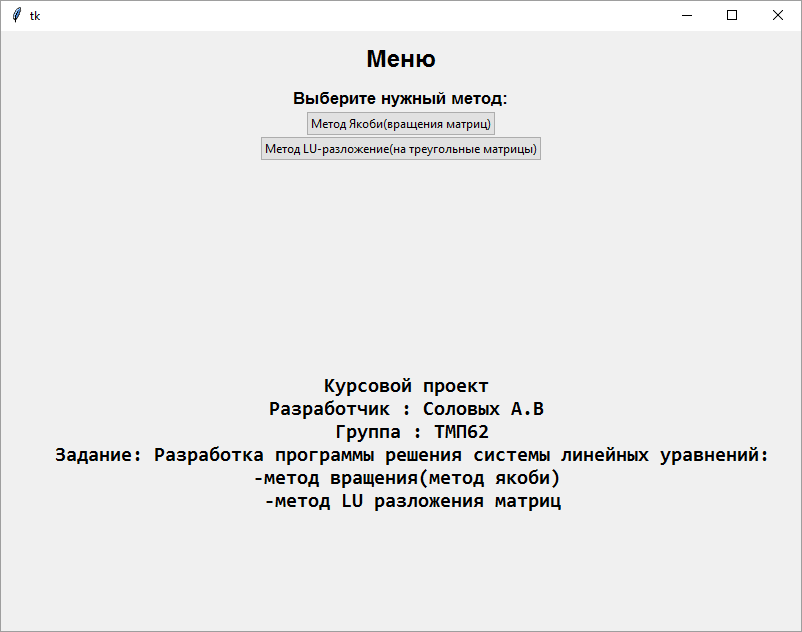 tk
Меню
Выберите нужный метод:
Метод Якоби(вращения матриц)
Метод LU-разложение(на треугольные матрицы)
Курсовой проект
Разработчик : Соловых А.В
Группа : ТМП62
Задание: Разработка программы решения системы линейных уравнений:
-метод вращения(метод якоби)
-метод LU разложения матриц